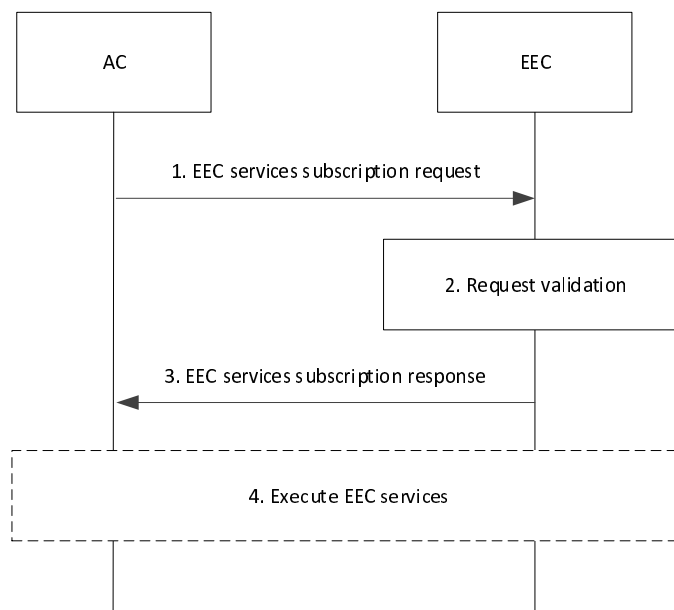 AC
EEC
1. EEC services subscription request
2. Request validation
3. EEC services subscription response
4. Execute EEC services